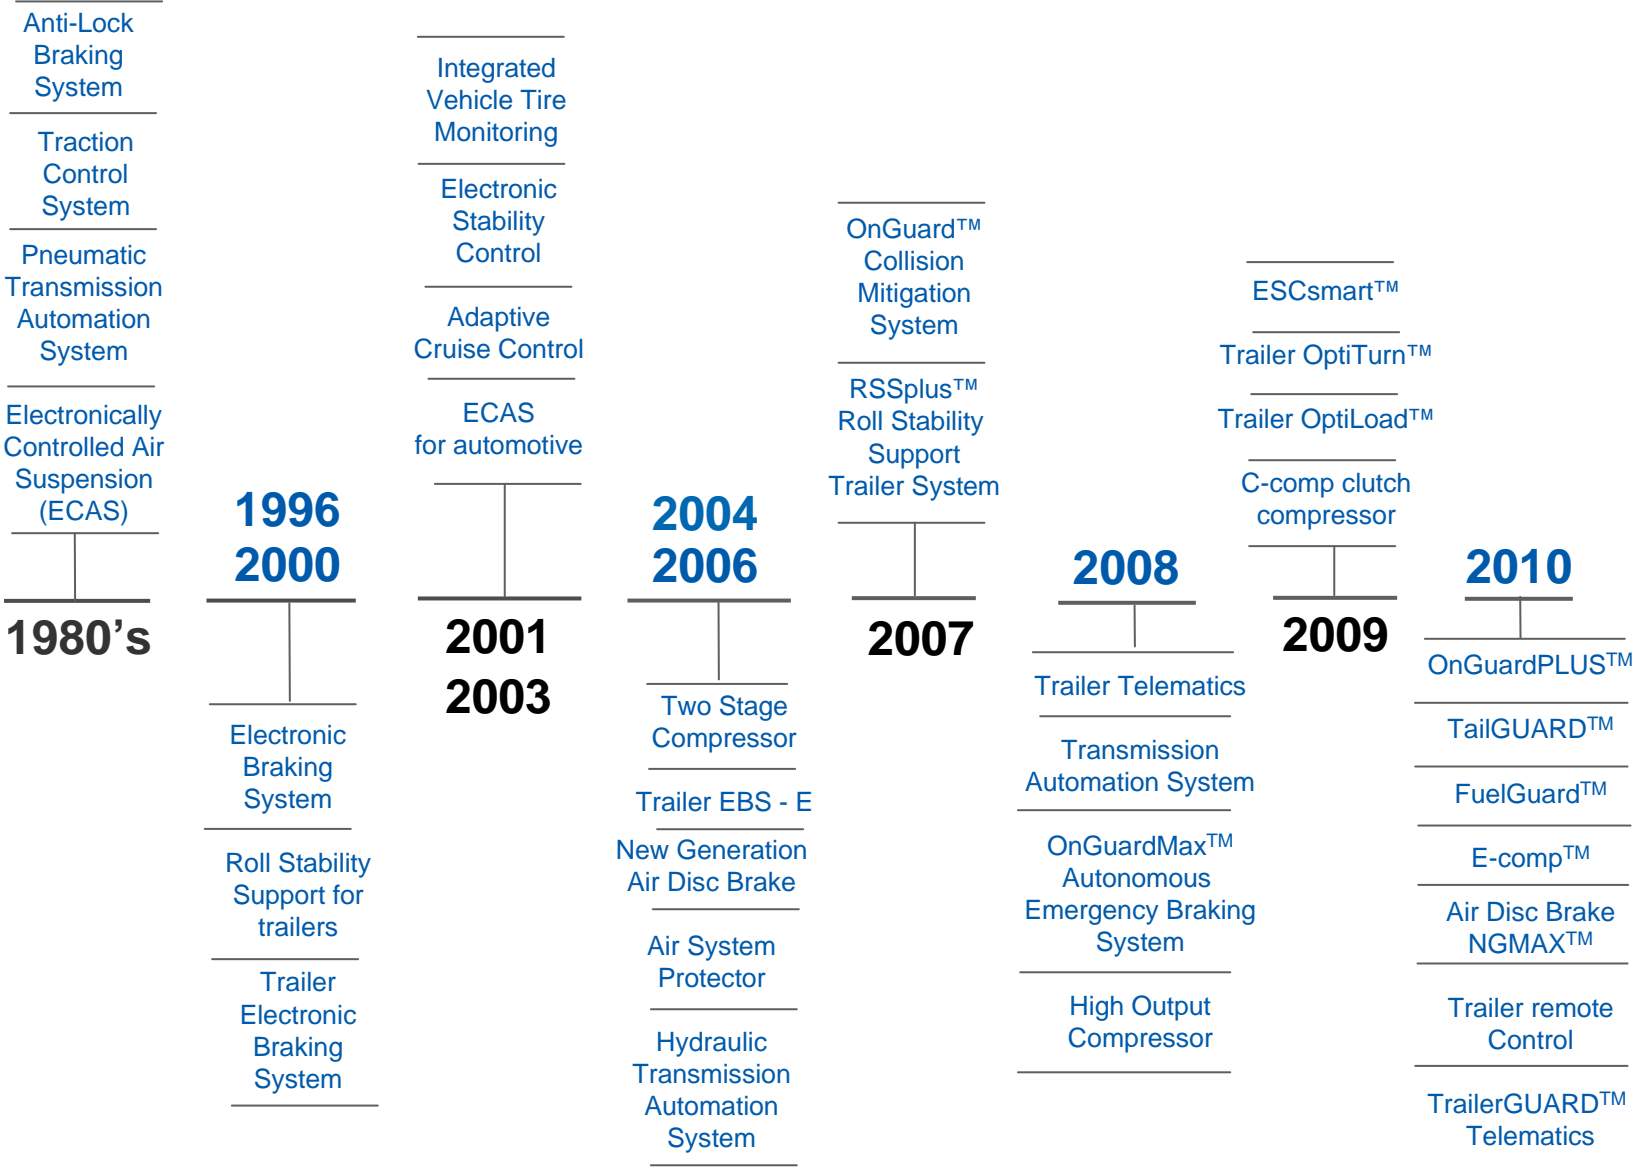 Anti-Lock
Braking
System
Traction
Control
System
Pneumatic
Transmission
Automation
System
Electronically
Controlled Air
Suspension
(ECAS)
1980’s
1996
2000
Electronic
Braking
System
Roll Stability
Support for
trailers
Trailer
Electronic
Braking
System
Integrated
Vehicle Tire
Monitoring
Electronic
Stability
Control
Adaptive
Cruise Control
ECAS
for automotive
2001
2003
2004
2006
Two Stage
Compressor
Trailer EBS - E
New Generation
Air Disc Brake
Air System
Protector
Hydraulic
Transmission
Automation
System
OnGuard™
Collision
Mitigation
System
RSSplus™
Roll Stability
Support
Trailer System
2007
2008
Trailer Telematics
Transmission
Automation System
OnGuardMax™
Autonomous
Emergency Braking
System
High Output
Compressor
ESCsmart™
Trailer OptiTurn™
Trailer OptiLoad™
C-comp clutch
compressor
2009
2010
OnGuardPLUS™
TailGUARD™
FuelGuard™
E-comp™
Air Disc Brake
NGMAX™
Trailer remote
Control
TrailerGUARD™
Telematics